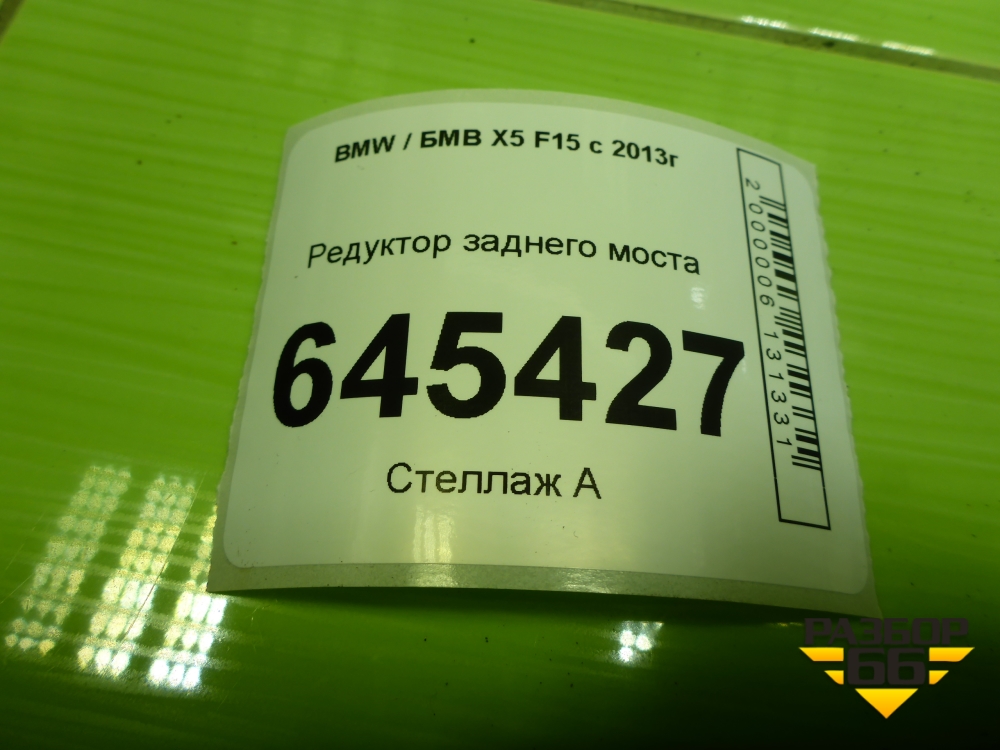 BMW / БМВ X5 F15 с 2013г
Редуктор заднего моста
645427
Стеллаж А
2000006131331
РАЗБОР
66